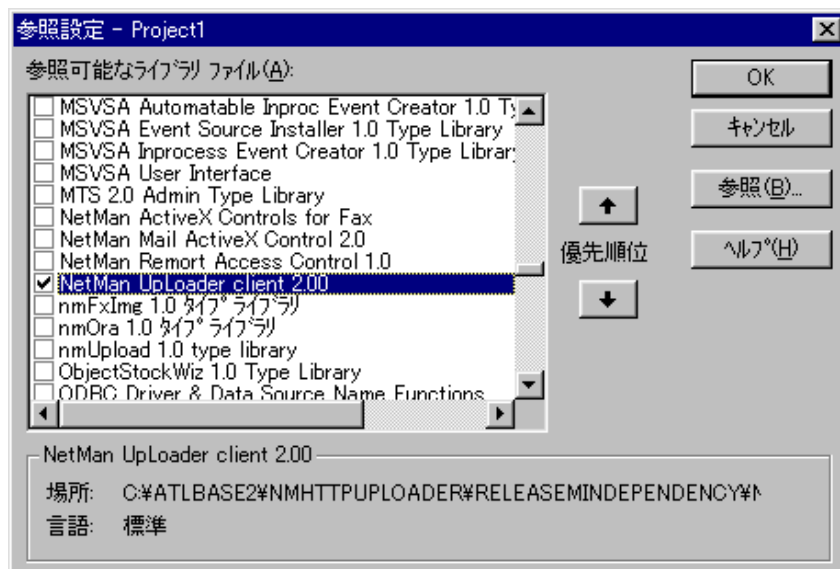 参照設定 - Project1
参照可能なﾗｲﾌﾞﾗﾘ ﾌｧｲﾙ(A):
MSVSA Automatable Inproc Event Creator 1.0 Ty
MSVSA Event Source Installer 1.0 Type Library
MSVSA Inprocess Event Creator 1.0 Type Librar
MSVSA User Interface
MTS 2.0 Admin Type Library
NetMan ActiveX Controls for Fax
NetMan Mail ActiveX Control 2.0
NetMan Remort Access Control 1.0
NetMan UpLoader client 2.00
nmFxImg 1.0 ﾀｲﾌﾟ ﾗｲﾌﾞﾗﾘ
nmOra 1.0 ﾀｲﾌﾟ ﾗｲﾌﾞﾗﾘ
nmUpload 1.0 type library
ObjectStockWiz 1.0 Type Library
ODBC Driver & Data Source Name Functions
優先順位
OK
ｷｬﾝｾﾙ
参照(B)...
ﾍﾙﾌﾟ(H)
NetMan UpLoader client 2.00
場所: C:¥ATLBASE2¥NMHTTPUPLOADER¥RELEASEMINDEPENDENCY¥N
言語: 標準